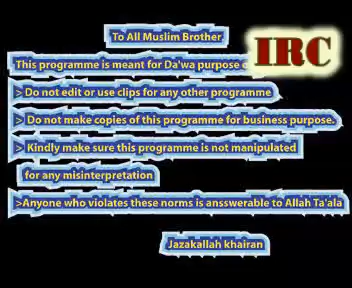 To All Muslim Brother
IRC
This programme is meant for Da'wa purpose
> Do not edit or use clips for any other programme
> Do not make copies of this programme for business purpose.
> Kindly make sure this programme is not manipulated
for any misinterpretation
>Anyone who violates these norms is ansswerable to Allah Ta'ala
Jazakallah khairan